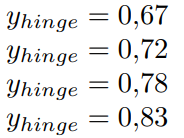 y_hinge = 0,67
y_hinge = 0,72
y_hinge = 0,78
y_hinge = 0,83